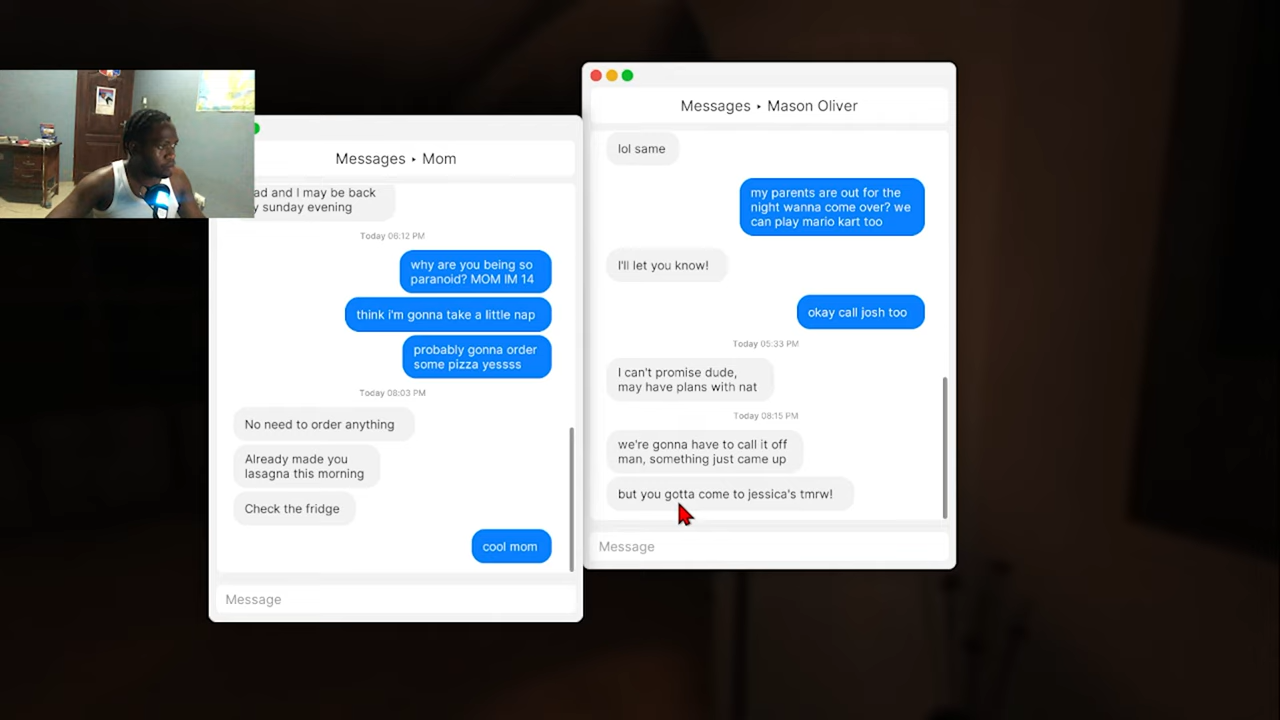 Messages ▸ Mom
ad and I may be back
sunday evening
Today 06:12 PM
why are you being so
paranoid? MOM IM 14
think i'm gonna take a little nap
probably gonna order
some pizza yessss
Today 08:03 PM
No need to order anything
Already made you
lasagna this morning
Check the fridge
cool mom
Message
Messages ▸ Mason Oliver
lol same
my parents are out for the
night wanna come over? we
can play mario kart too
I'll let you know!
okay call josh too
Today 05:33 PM
I can't promise dude,
may have plans with nat
Today 08:15 PM
we're gonna have to call it off
man, something just came up
but you gotta come to jessica's tmrw!
Message